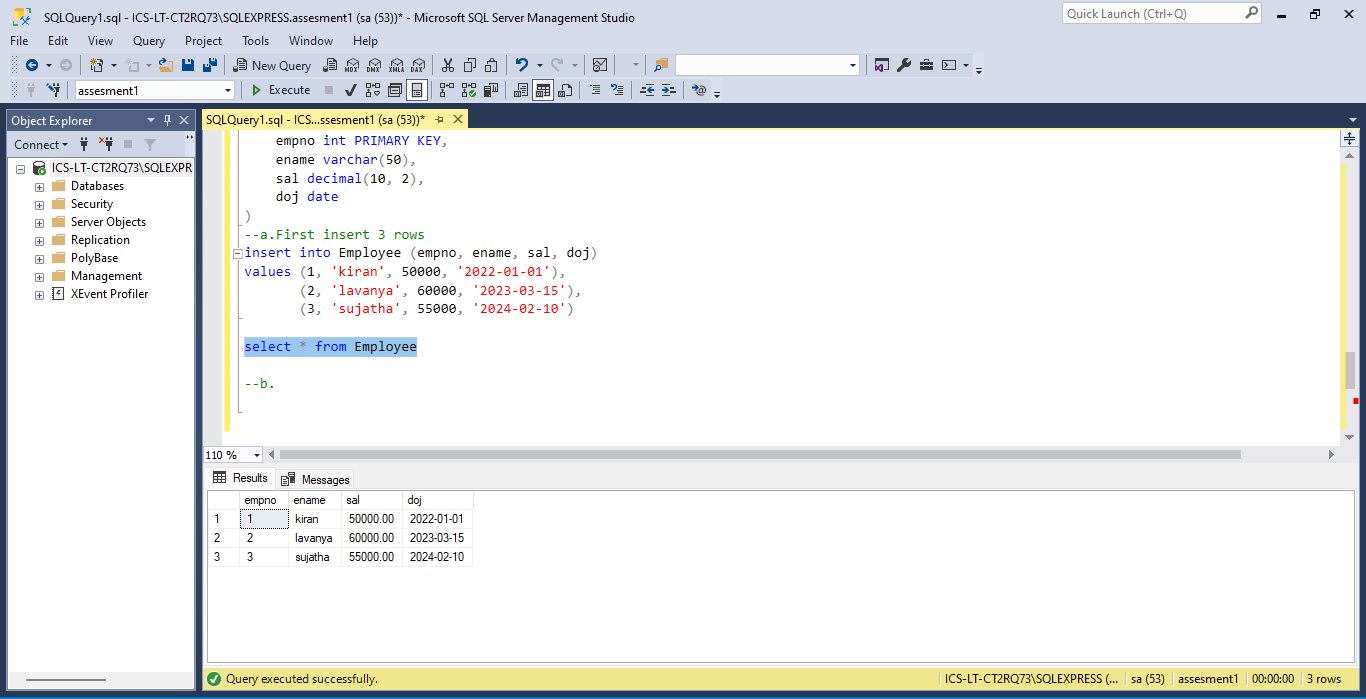 SQLQuery1.sql - ICS-LT-CT2RQ73\SQLEXPRESS.assesment1 (sa (53))* - Microsoft SQL Server Management Studio
Quick Launch (Ctrl+Q)
File Edit View Query Project Tools Window Help
New Query MDX DMX XMLA DAX
assesment1 Execute
Object Explorer
SQLQuery1.sql - ICS...ssesment1 (sa (53))*
Connect
ICS-LT-CT2RQ73\SQLEXPR
Databases
Security
Server Objects
Replication
PolyBase
Management
XEvent Profiler
empno int PRIMARY KEY,
ename varchar(50),
sal decimal(10, 2),
doj date
)
--a.First insert 3 rows
insert into Employee (empno, ename, sal, doj)
values (1, 'kiran', 50000, '2022-01-01'),
(2, 'lavanya', 60000, '2023-03-15'),
(3, 'sujatha', 55000, '2024-02-10')
select * from Employee
--b.
110 %
Results Messages
empno ename sal doj
1 1 kiran 50000.00 2022-01-01
2 2 lavanya 60000.00 2023-03-15
3 3 sujatha 55000.00 2024-02-10
Query executed successfully. ICS-LT-CT2RQ73\SQLEXPRESS (... sa (53) assesment1 00:00:00 3 rows